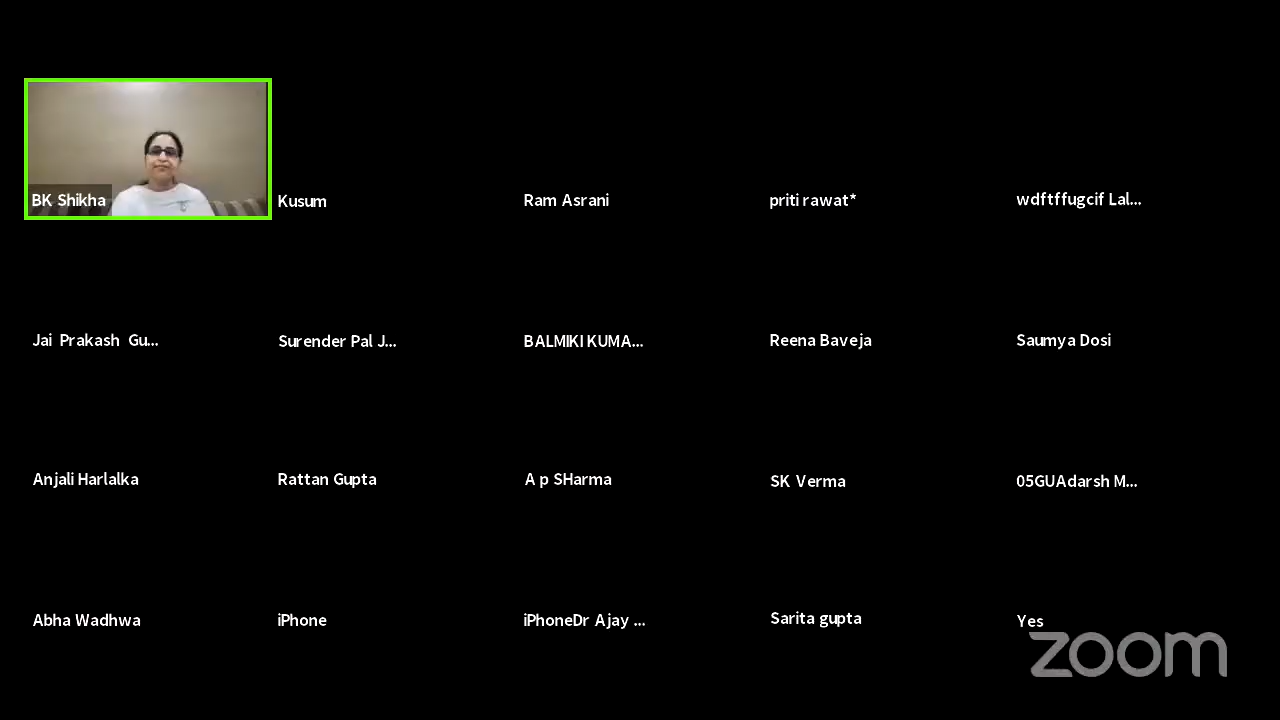 BK Shikha
Kusum
Ram Asrani
priti rawat*
wdftffugcif Lal...
Jai Prakash Gu...
Surender Pal J...
BALMIKI KUMA...
Reena Baveja
Saumya Dosi
Anjali Harlalka
Rattan Gupta
A p SHarma
SK Verma
05GUAdarsh M...
Abha Wadhwa
iPhone
iPhoneDr Ajay ...
Sarita gupta
Yes
zoom